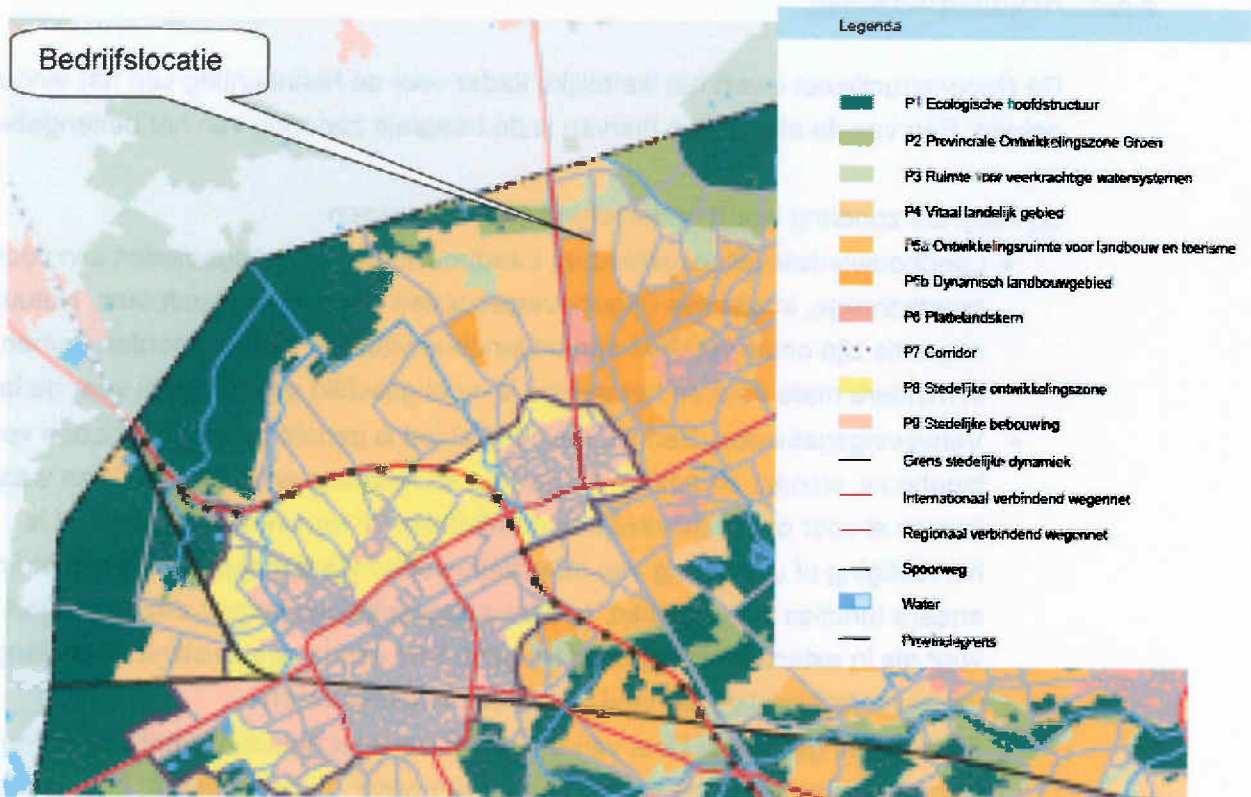 Bedrijfslocatie
Legenda
P1 Ecologische hoofdstructuur
P2 Provinciale Ontwikkelingszone Groen
P3 Ruimte voor veerkrachtige watersystemen
P4 Vitaal landelijk gebied
P5a Ontwikkelingsruimte voor landbouw en toerisme
P5b Dynamisch landbouwgebied
P6 Plattelandskern
P7 Corridor
P8 Stedelijke ontwikkelingszone
P9 Stedelijke bebouwing
Grens stedelijke dynamiek
Internationaal verbindend wegennet
Regionaal verbindend wegennet
Spoorweg
Water
Provinciegrens